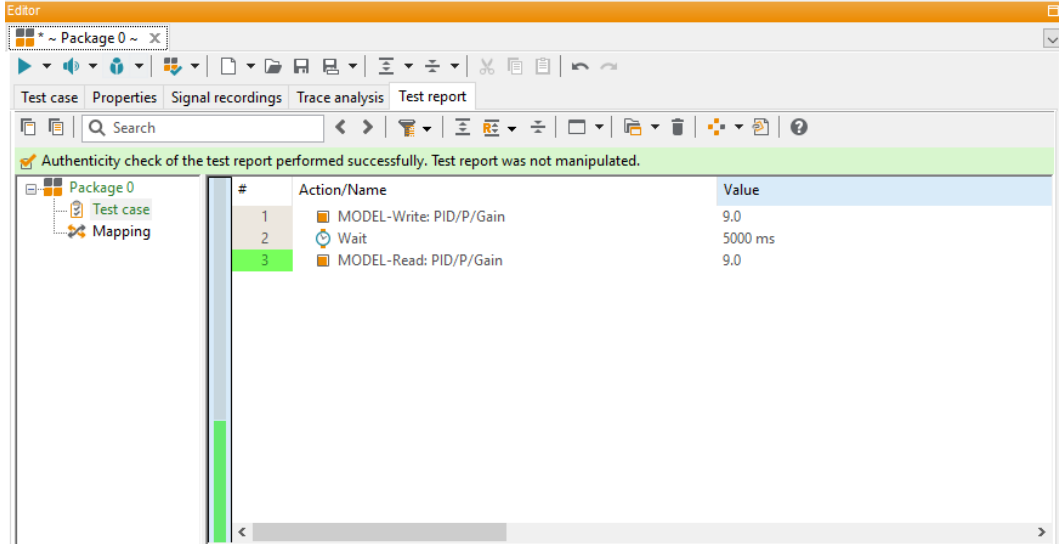 Editor
* ~ Package 0 ~ X
Test case Properties Signal recordings Trace analysis Test report
Search
Authenticity check of the test report performed successfully. Test report was not manipulated.
Package 0
Test case
Mapping
# Action/Name Value
1 MODEL-Write: PID/P/Gain 9.0
2 Wait 5000 ms
3 MODEL-Read: PID/P/Gain 9.0